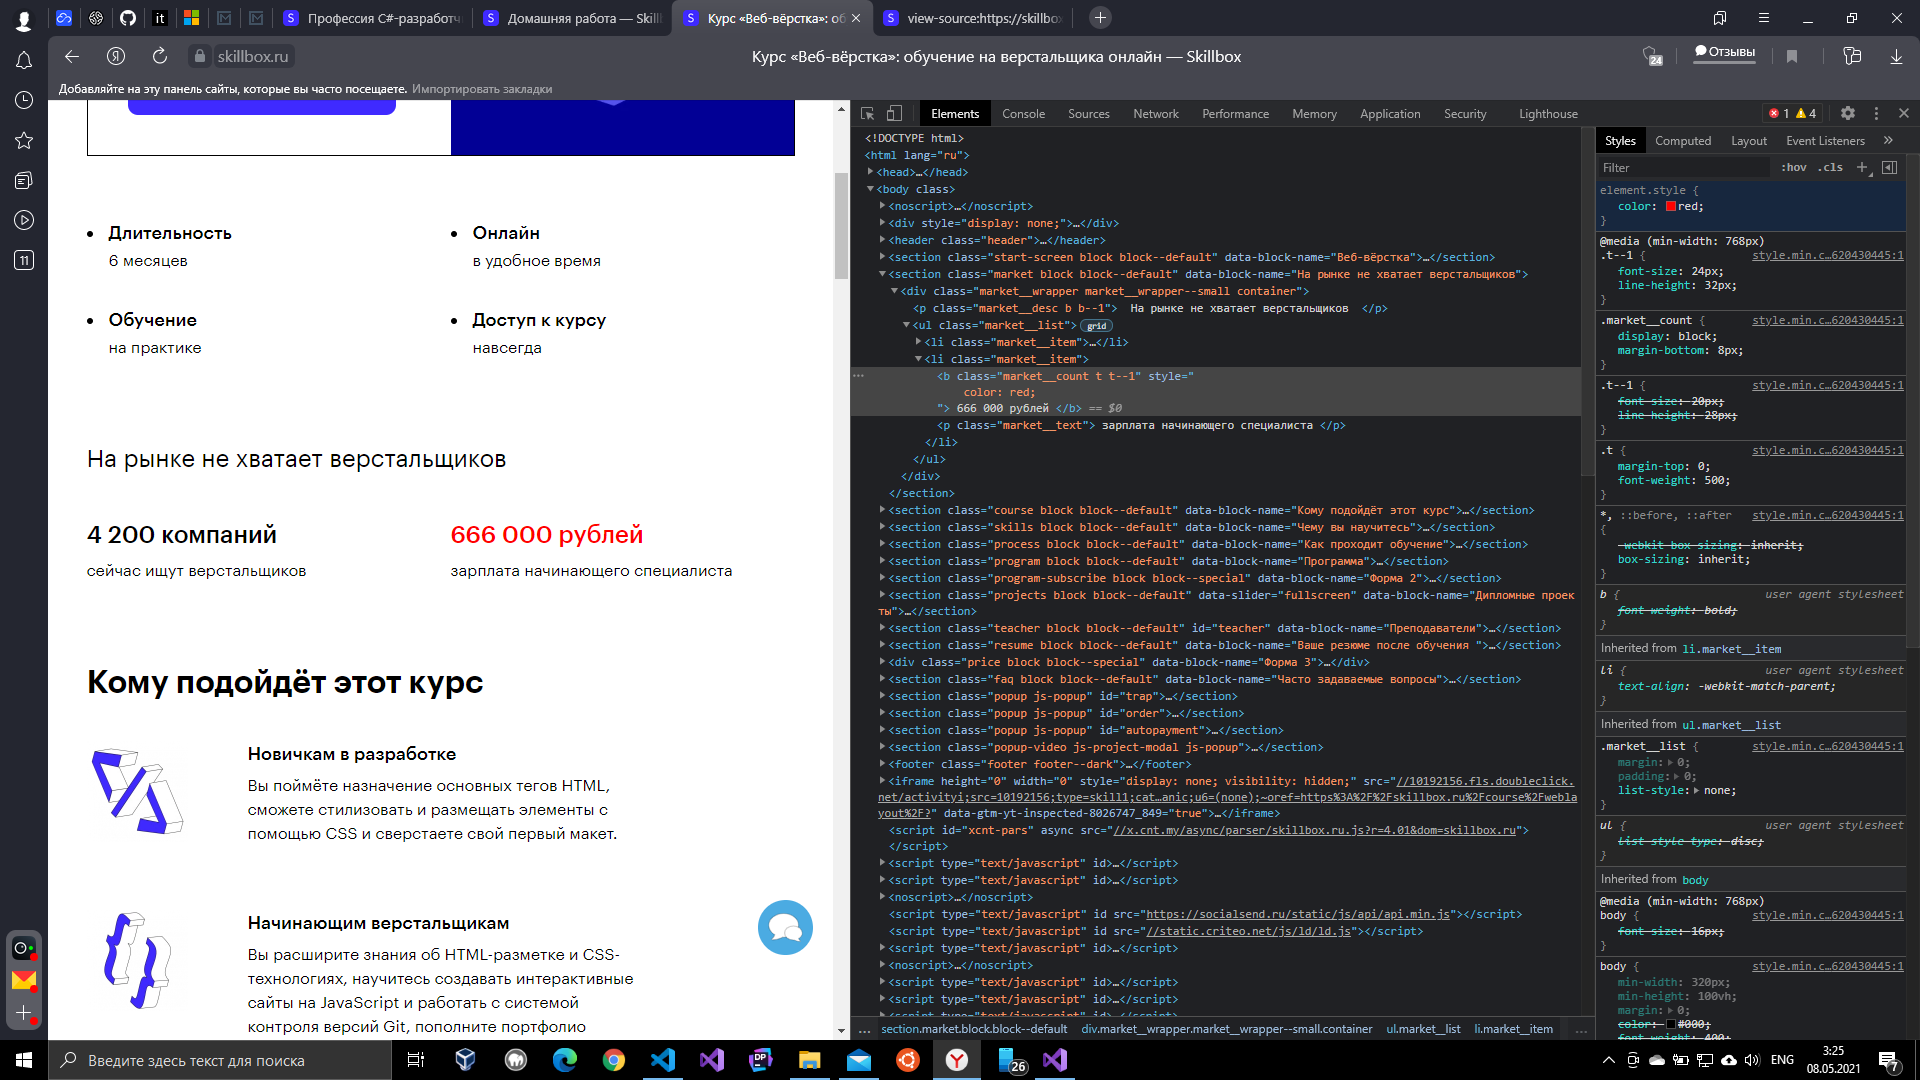 Профессия C#-разработч
Домашняя работа — Skill
Курс «Веб-вёрстка»: об
view-source:https://skillbo
skillbox.ru
Курс «Веб-вёрстка»: обучение на верстальщика онлайн — Skillbox
24
Отзывы
Добавляйте на эту панель сайты, которые вы часто посещаете. Импортировать закладки
11
Длительность
6 месяцев
Онлайн
в удобное время
Обучение
на практике
Доступ к курсу
навсегда
На рынке не хватает верстальщиков
4 200 компаний
сейчас ищут верстальщиков
666 000 рублей
зарплата начинающего специалиста
Кому подойдёт этот курс
Новичкам в разработке
Вы поймёте назначение основных тегов HTML,
сможете стилизовать и размещать элементы с
помощью CSS и сверстаете свой первый макет.
Начинающим верстальщикам
Вы расширите знания об HTML-разметке и CSS-
технологиях, научитесь создавать интерактивные
сайты на JavaScript и работать с системой
контроля версий Git, пополните портфолио
Elements Console Sources Network Performance Memory Application Security Lighthouse 1 4
<!DOCTYPE html>
<html lang="ru">
<head>…</head>
<body class>
<noscript>…</noscript>
<div style="display: none;">…</div>
<header class="header">…</header>
<section class="start-screen block block--default" data-block-name="Веб-вёрстка">…</section>
<section class="market block block--default" data-block-name="На рынке не хватает верстальщиков">
<div class="market__wrapper market__wrapper--small container">
<p class="market__desc b b--1"> На рынке не хватает верстальщиков </p>
<ul class="market__list"> grid
<li class="market__item">…</li>
<li class="market__item">
<b class="market__count t t--1" style="
color: red;
"> 666 000 рублей </b> == $0
<p class="market__text"> зарплата начинающего специалиста </p>
</li>
</ul>
</div>
</section>
<section class="course block block--default" data-block-name="Кому подойдёт этот курс">…</section>
<section class="skills block block--default" data-block-name="Чему вы научитесь">…</section>
<section class="process block block--default" data-block-name="Как проходит обучение">…</section>
<section class="program block block--default" data-block-name="Программа">…</section>
<section class="program-subscribe block block--special" data-block-name="Форма 2">…</section>
<section class="projects block block--default" data-slider="fullscreen" data-block-name="Дипломные проек
ты">…</section>
<section class="teacher block block--default" id="teacher" data-block-name="Преподаватели">…</section>
<section class="resume block block--default" data-block-name="Ваше резюме после обучения ">…</section>
<div class="price block block--special" data-block-name="Форма 3">…</div>
<section class="faq block block--default" data-block-name="Часто задаваемые вопросы">…</section>
<section class="popup js-popup" id="trap">…</section>
<section class="popup js-popup" id="order">…</section>
<section class="popup js-popup" id="autopayment">…</section>
<section class="popup-video js-project-modal js-popup">…</section>
<footer class="footer footer--dark">…</footer>
<iframe height="0" width="0" style="display: none; visibility: hidden;" src="//10192156.fls.doubleclick.
net/activityi;src=10192156;type=skill1;cat…anic;u6=(none);~oref=https%3A%2F%2Fskillbox.ru%2Fcourse%2Fwebla
yout%2F?" data-gtm-yt-inspected-8026747_849="true">…</iframe>
<script id="xcnt-pars" async src="//x.cnt.my/async/parser/skillbox.ru.js?r=4.01&dom=skillbox.ru">
</script>
<script type="text/javascript" id>…</script>
<script type="text/javascript" id>…</script>
<noscript>…</noscript>
<script type="text/javascript" id src="https://socialsend.ru/static/js/api/api.min.js"></script>
<script type="text/javascript" id src="//static.criteo.net/js/ld/ld.js"></script>
<script type="text/javascript" id>…</script>
<noscript>…</noscript>
<script type="text/javascript" id>…</script>
<script type="text/javascript" id>…</script>
… section.market.block.block--default div.market__wrapper.market__wrapper--small.container ul.market__list li.market__item …
Styles Computed Layout Event Listeners
Filter :hov .cls
element.style {
color: red;
}
@media (min-width: 768px)
.t--1 { style.min.c…620430445:1
font-size: 24px;
line-height: 32px;
}
.market__count { style.min.c…620430445:1
display: block;
margin-bottom: 8px;
}
.t--1 { style.min.c…620430445:1
font-size: 20px;
line-height: 28px;
}
.t { style.min.c…620430445:1
margin-top: 0;
font-weight: 500;
}
*, ::before, ::after style.min.c…620430445:1
{
-webkit-box-sizing: inherit;
box-sizing: inherit;
}
b { user agent stylesheet
font-weight: bold;
}
Inherited from li.market__item
li { user agent stylesheet
text-align: -webkit-match-parent;
}
Inherited from ul.market__list
.market__list { style.min.c…620430445:1
margin: 0;
padding: 0;
list-style: none;
}
ul { user agent stylesheet
list-style-type: disc;
}
Inherited from body
@media (min-width: 768px)
body { style.min.c…620430445:1
font-size: 16px;
}
body { style.min.c…620430445:1
min-width: 320px;
min-height: 100vh;
margin: 0;
color: #000;
font-weight: 400;
Введите здесь текст для поиска
DP
26
ENG
3:25
08.05.2021
7